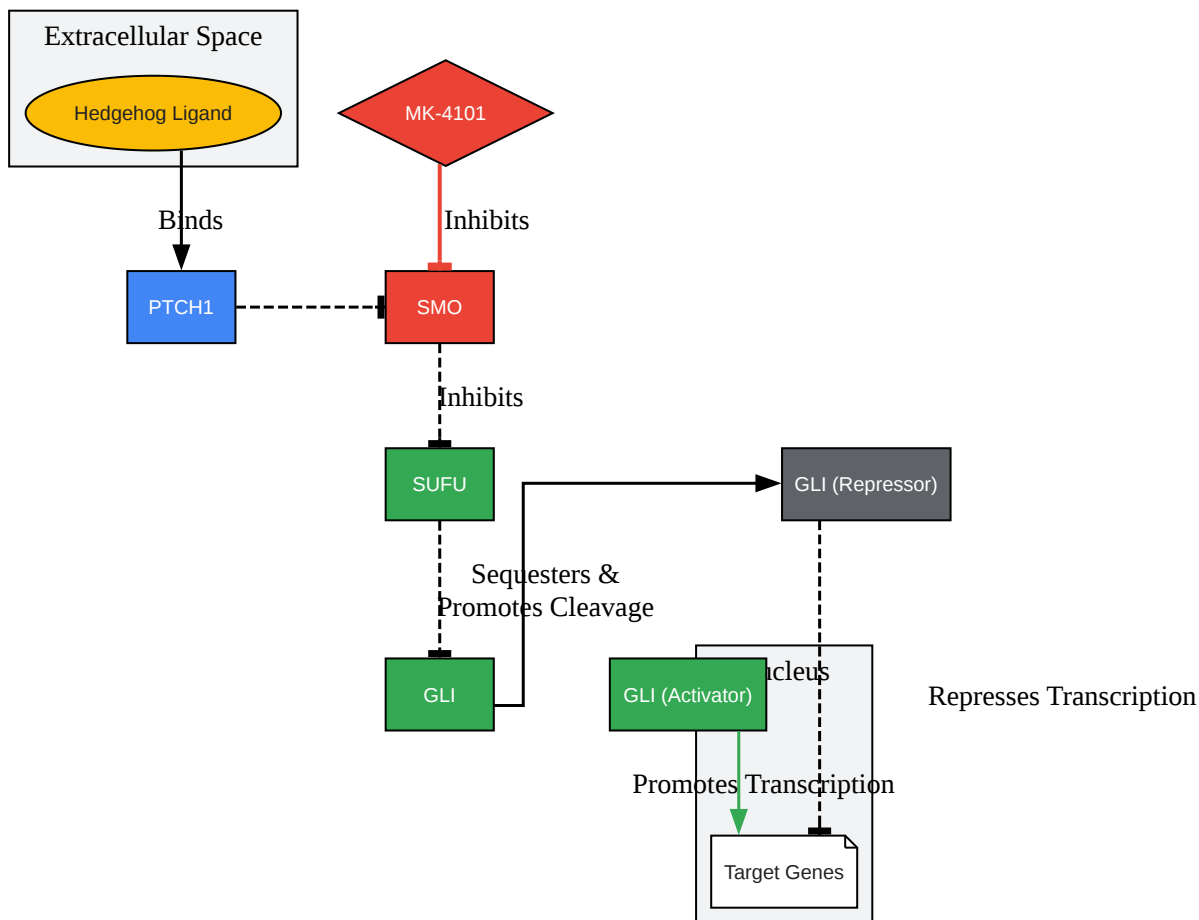 Extracellular Space
Hedgehog Ligand
MK-4101
Binds
Inhibits
PTCH1
SMO
Inhibits
SUFU
GLI (Repressor)
Sequesters &
Promotes Cleavage
GLI
GLI (Activator)
ucleus
Represses Transcription
Promotes Transcription
Target Genes